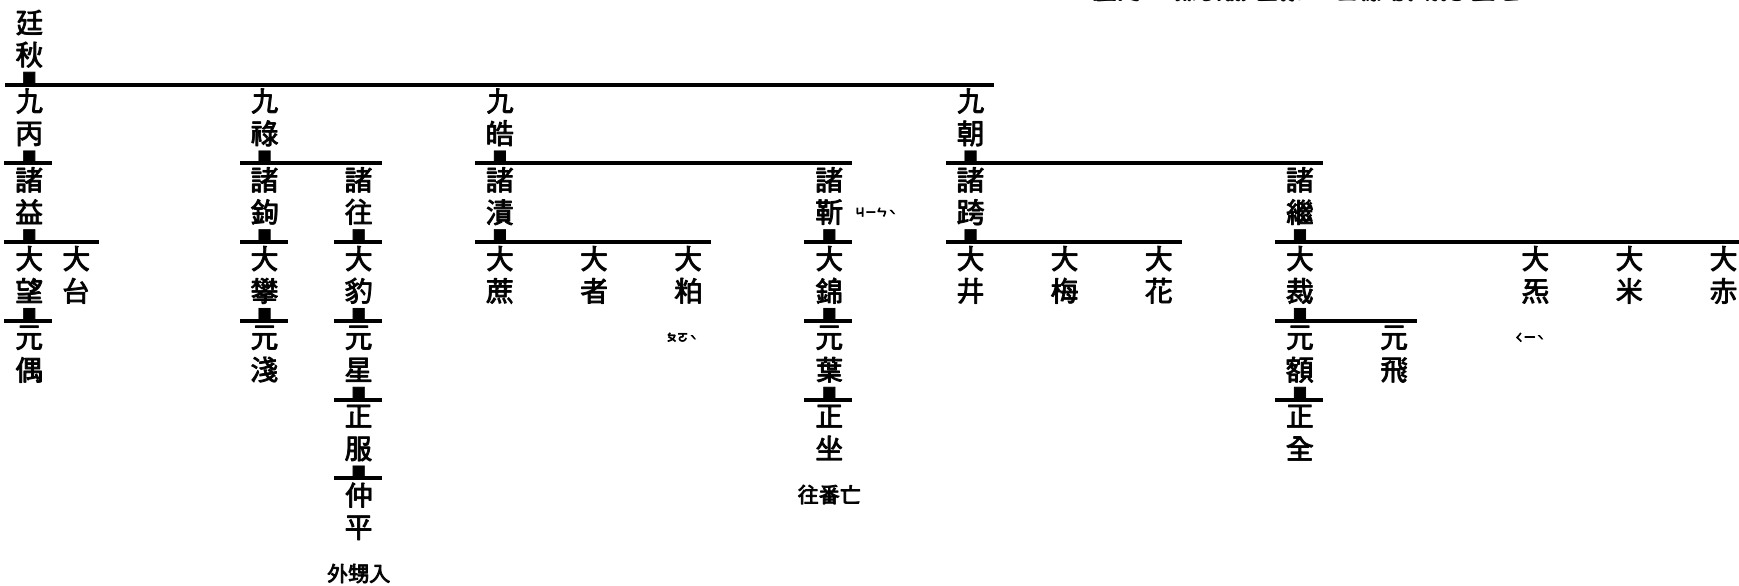 廷秋
九丙
九祿
九皓
九朝
諸益
諸鉤
諸往
諸漬
諸靳 ㄐㄧㄣˋ
諸跨
諸繼
大望
大台
大攀
大豹
大蔗
大者
大粕 ㄆㄛˋ
大錦
大井
大梅
大花
大裁
大炁 ㄑㄧˋ
大米
大赤
元偶
元淺
元星
元葉
元額
元飛
正服
正坐
正全
仲平
往番亡
外甥入